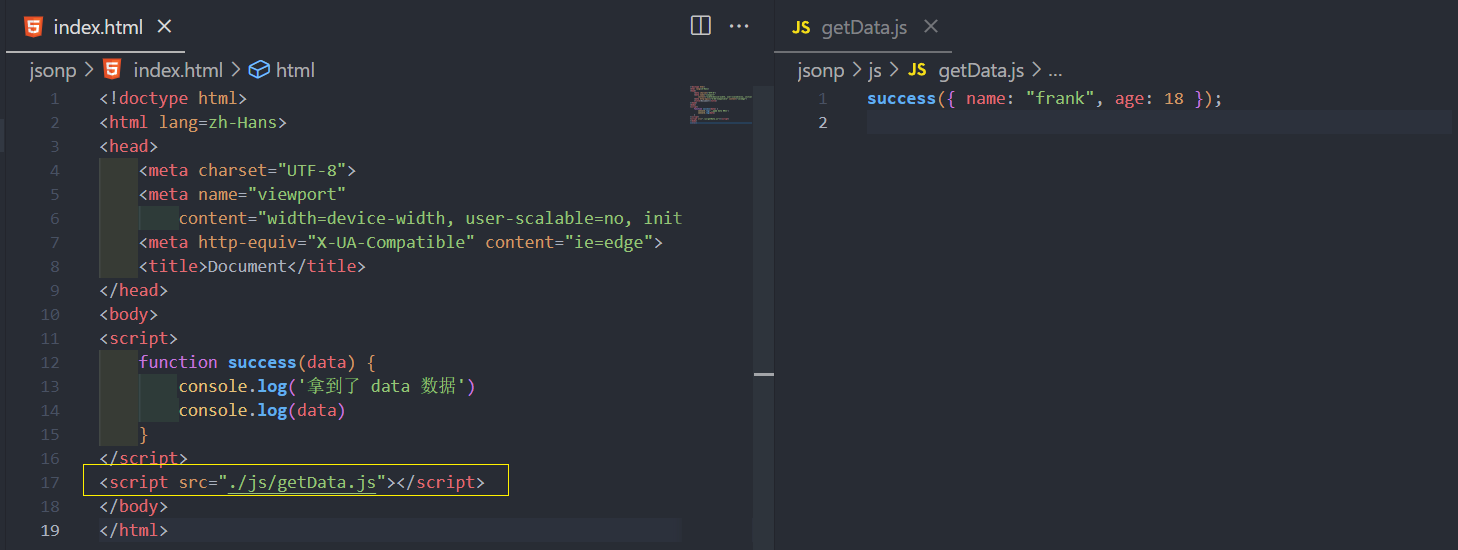 index.html
jsonp > index.html > html
1 <!doctype html>
2 <html lang=zh-Hans>
3 <head>
4 <meta charset="UTF-8">
5 <meta name="viewport"
6 content="width=device-width, user-scalable=no, init
7 <meta http-equiv="X-UA-Compatible" content="ie=edge">
8 <title>Document</title>
9 </head>
10 <body>
11 <script>
12 function success(data) {
13 console.log('拿到了 data 数据')
14 console.log(data)
15 }
16 </script>
17 <script src="./js/getData.js"></script>
18 </body>
19 </html>
JS getData.js
jsonp > js > JS getData.js > ...
1 success({ name: "frank", age: 18 });
2